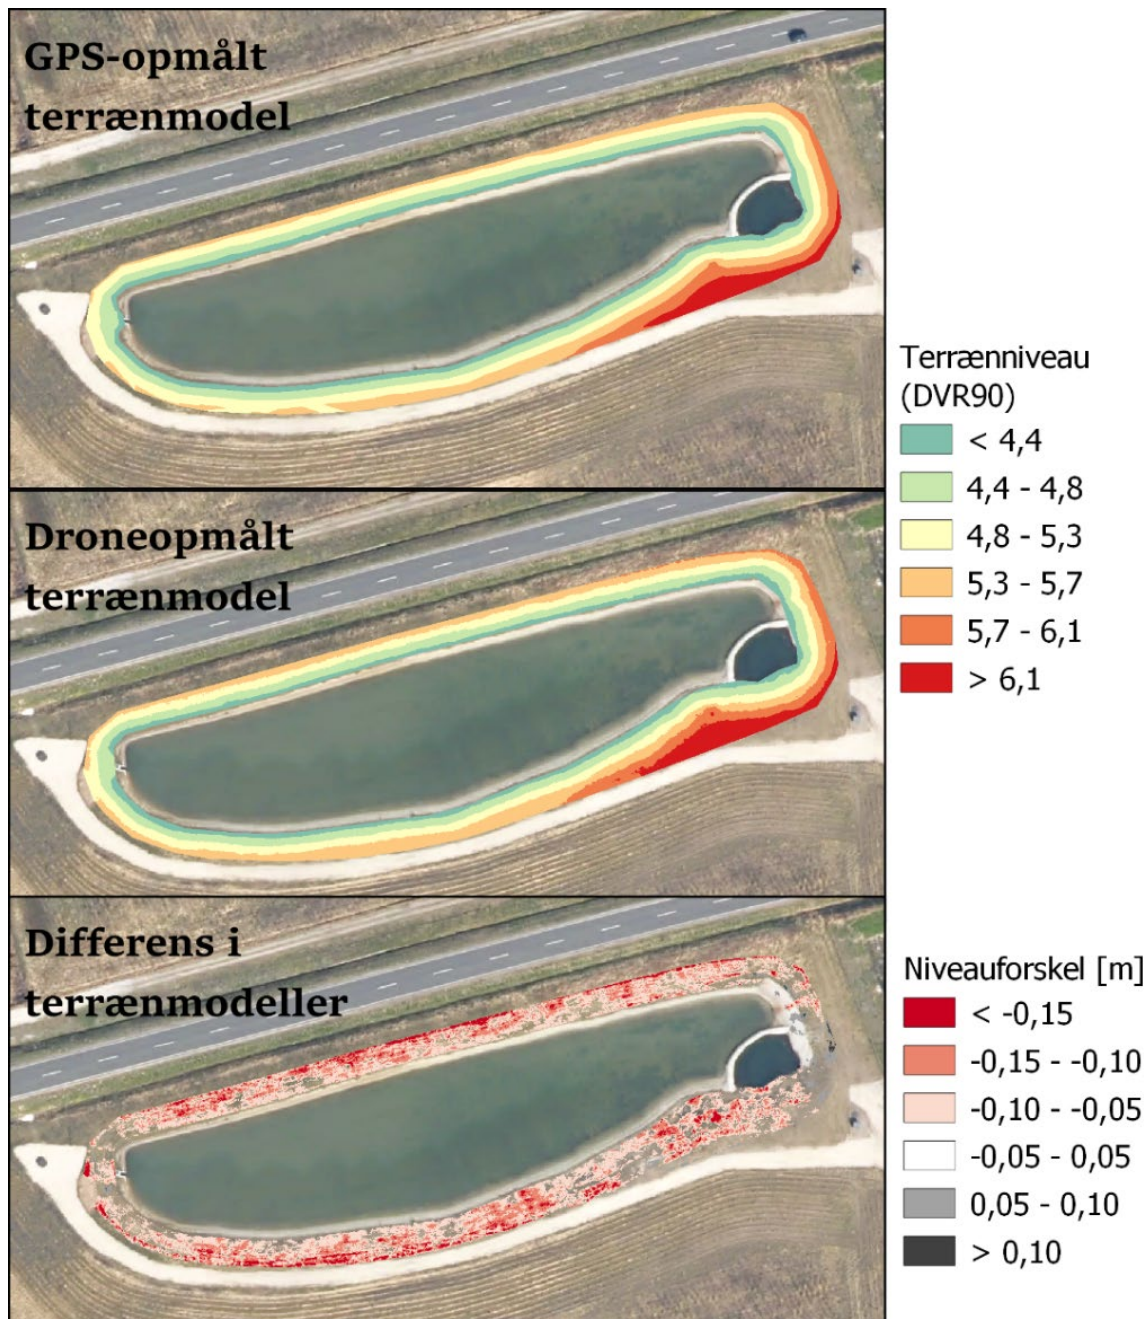 GPS-opmålt
terrænmodel
Terrænniveau
(DVR90)
< 4,4
4,4 - 4,8
4,8 - 5,3
5,3 - 5,7
5,7 - 6,1
> 6,1
Droneopmålt
terrænmodel
Differens i
terrænmodeller
Niveauforskel [m]
< -0,15
-0,15 - -0,10
-0,10 - -0,05
-0,05 - 0,05
0,05 - 0,10
> 0,10